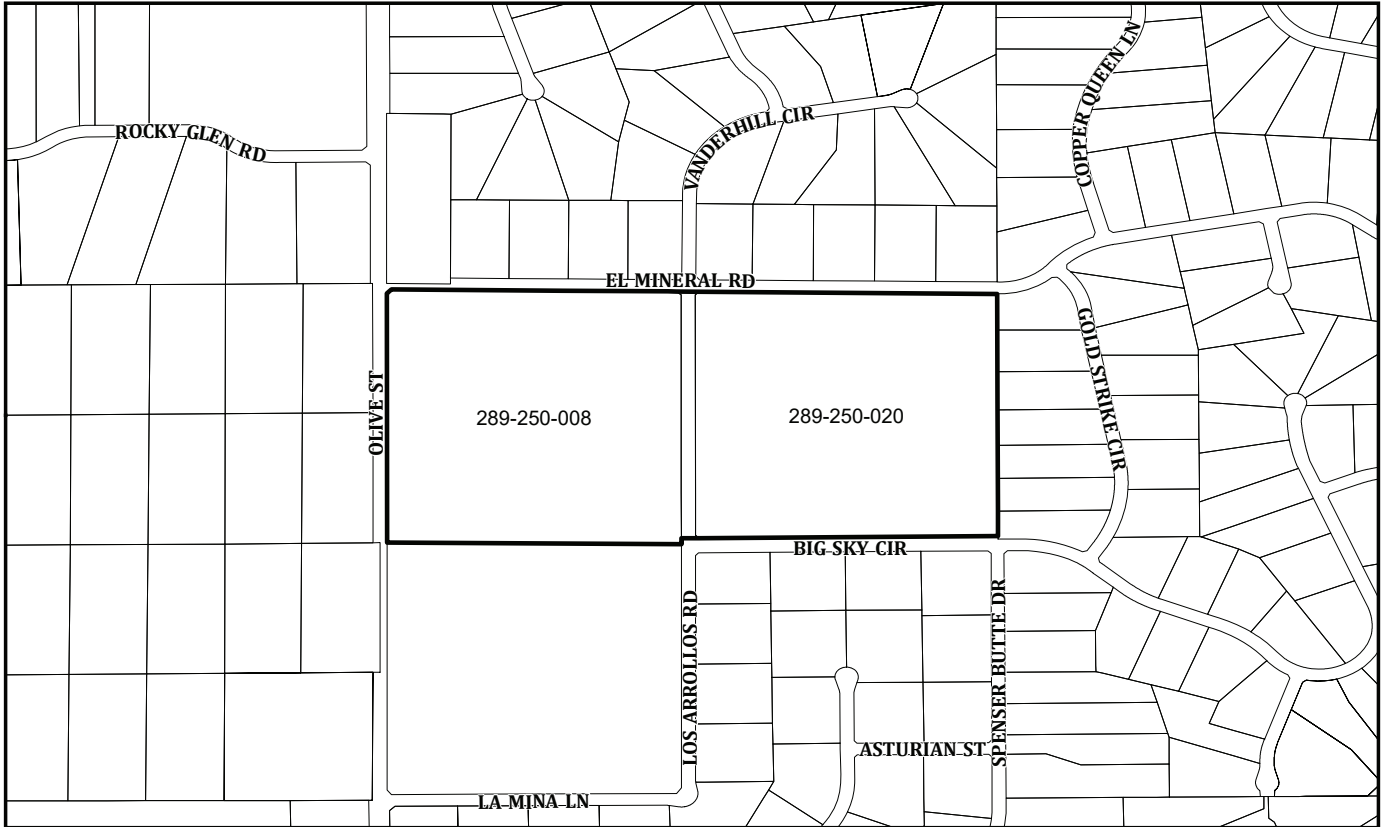 COPPER QUEEN LN
ROCKY GLEN RD
VANDERHILL CIR
EL MINERAL RD
GOLD STRIKE CIR
OLIVE ST
289-250-008
289-250-020
BIG SKY CIR
LOS ARROLLOS RD
SPENSER BUTTE DR
ASTURIAN ST
LA MINA LN